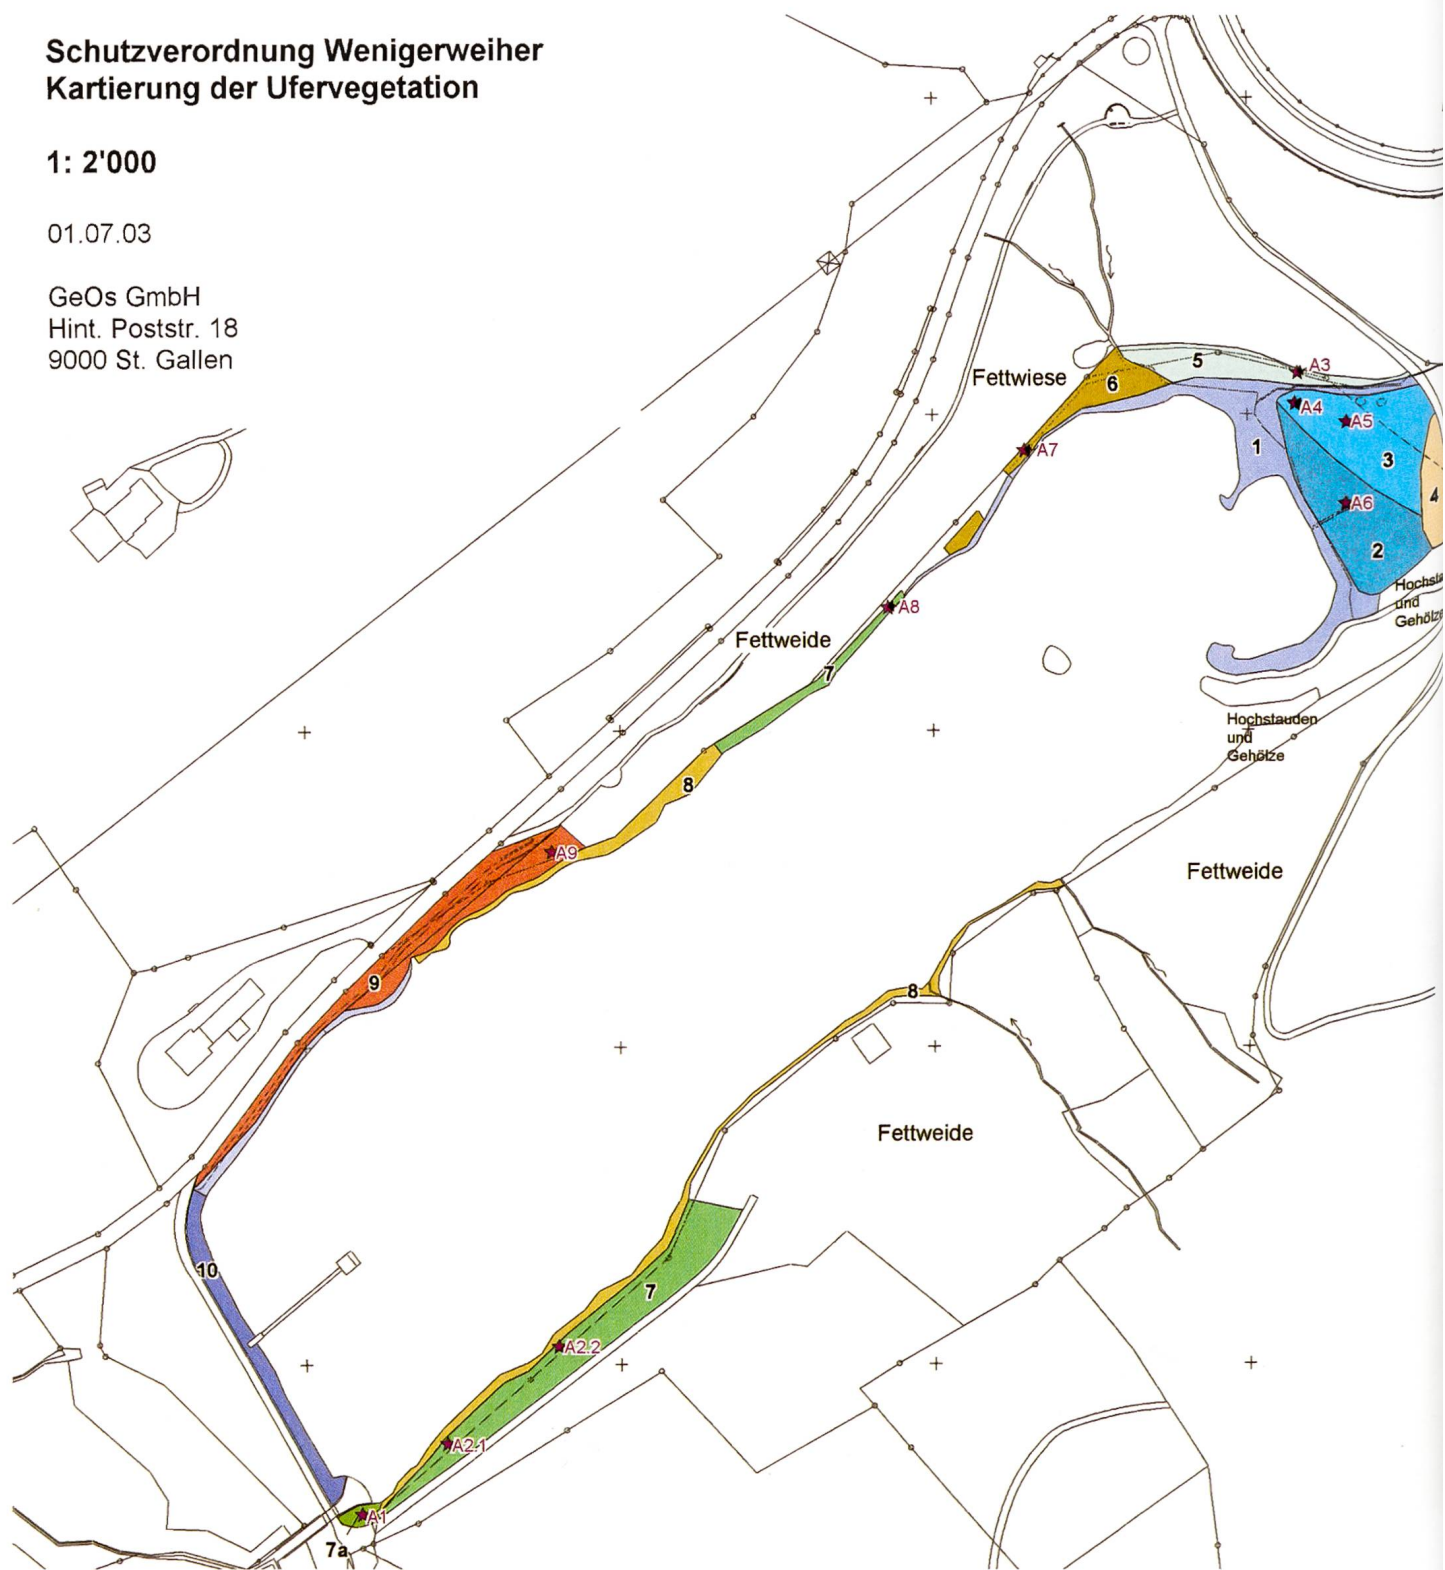 Schutzverordnung Wenigerweiher
Kartierung der Ufervegetation
1: 2'000
01.07.03
GeOs GmbH
Hint. Poststr. 18
9000 St. Gallen
5
A3
Fettwiese
6
A4
A5
1
3
A7
4
A6
2
A8
und
Fettweide
7
Hochstauden
und
Gehölze
8
A9
Fettweide
9
8
Fettweide
10
7
A2.2
A2.1
A1
7a